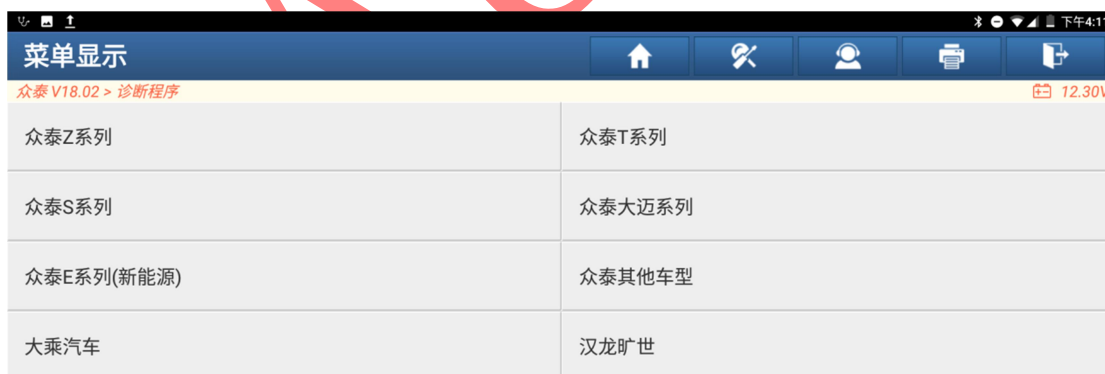 下午4:11
菜单显示
众泰 V18.02 > 诊断程序 12.30V
众泰Z系列 众泰T系列
众泰S系列 众泰大迈系列
众泰E系列(新能源) 众泰其他车型
大乘汽车 汉龙旷世